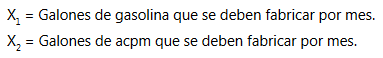 X₁ = Galones de gasolina que se deben fabricar por mes.
X₂ = Galones de acpm que se deben fabricar por mes.